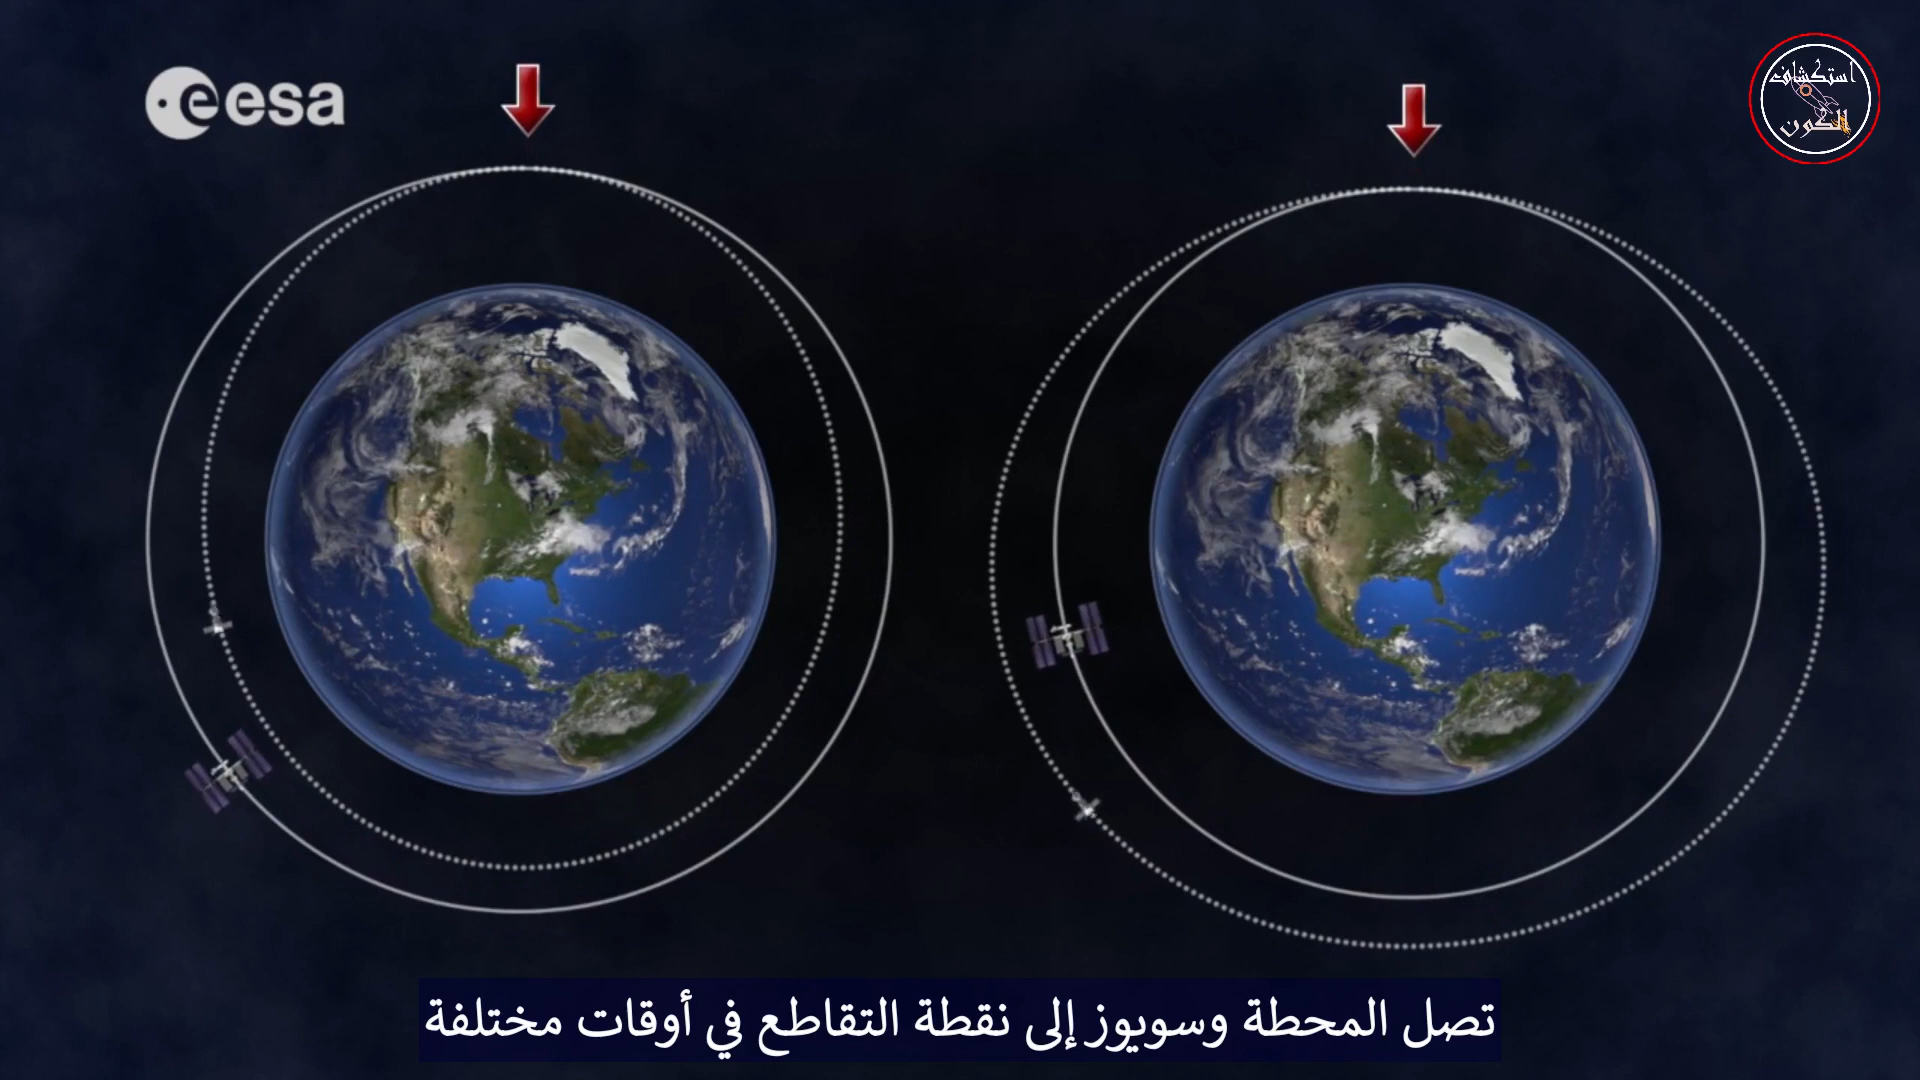 esa
استكشاف
الكون
تصل المحطة وسويوز إلى نقطة التقاطع في أوقات مختلفة